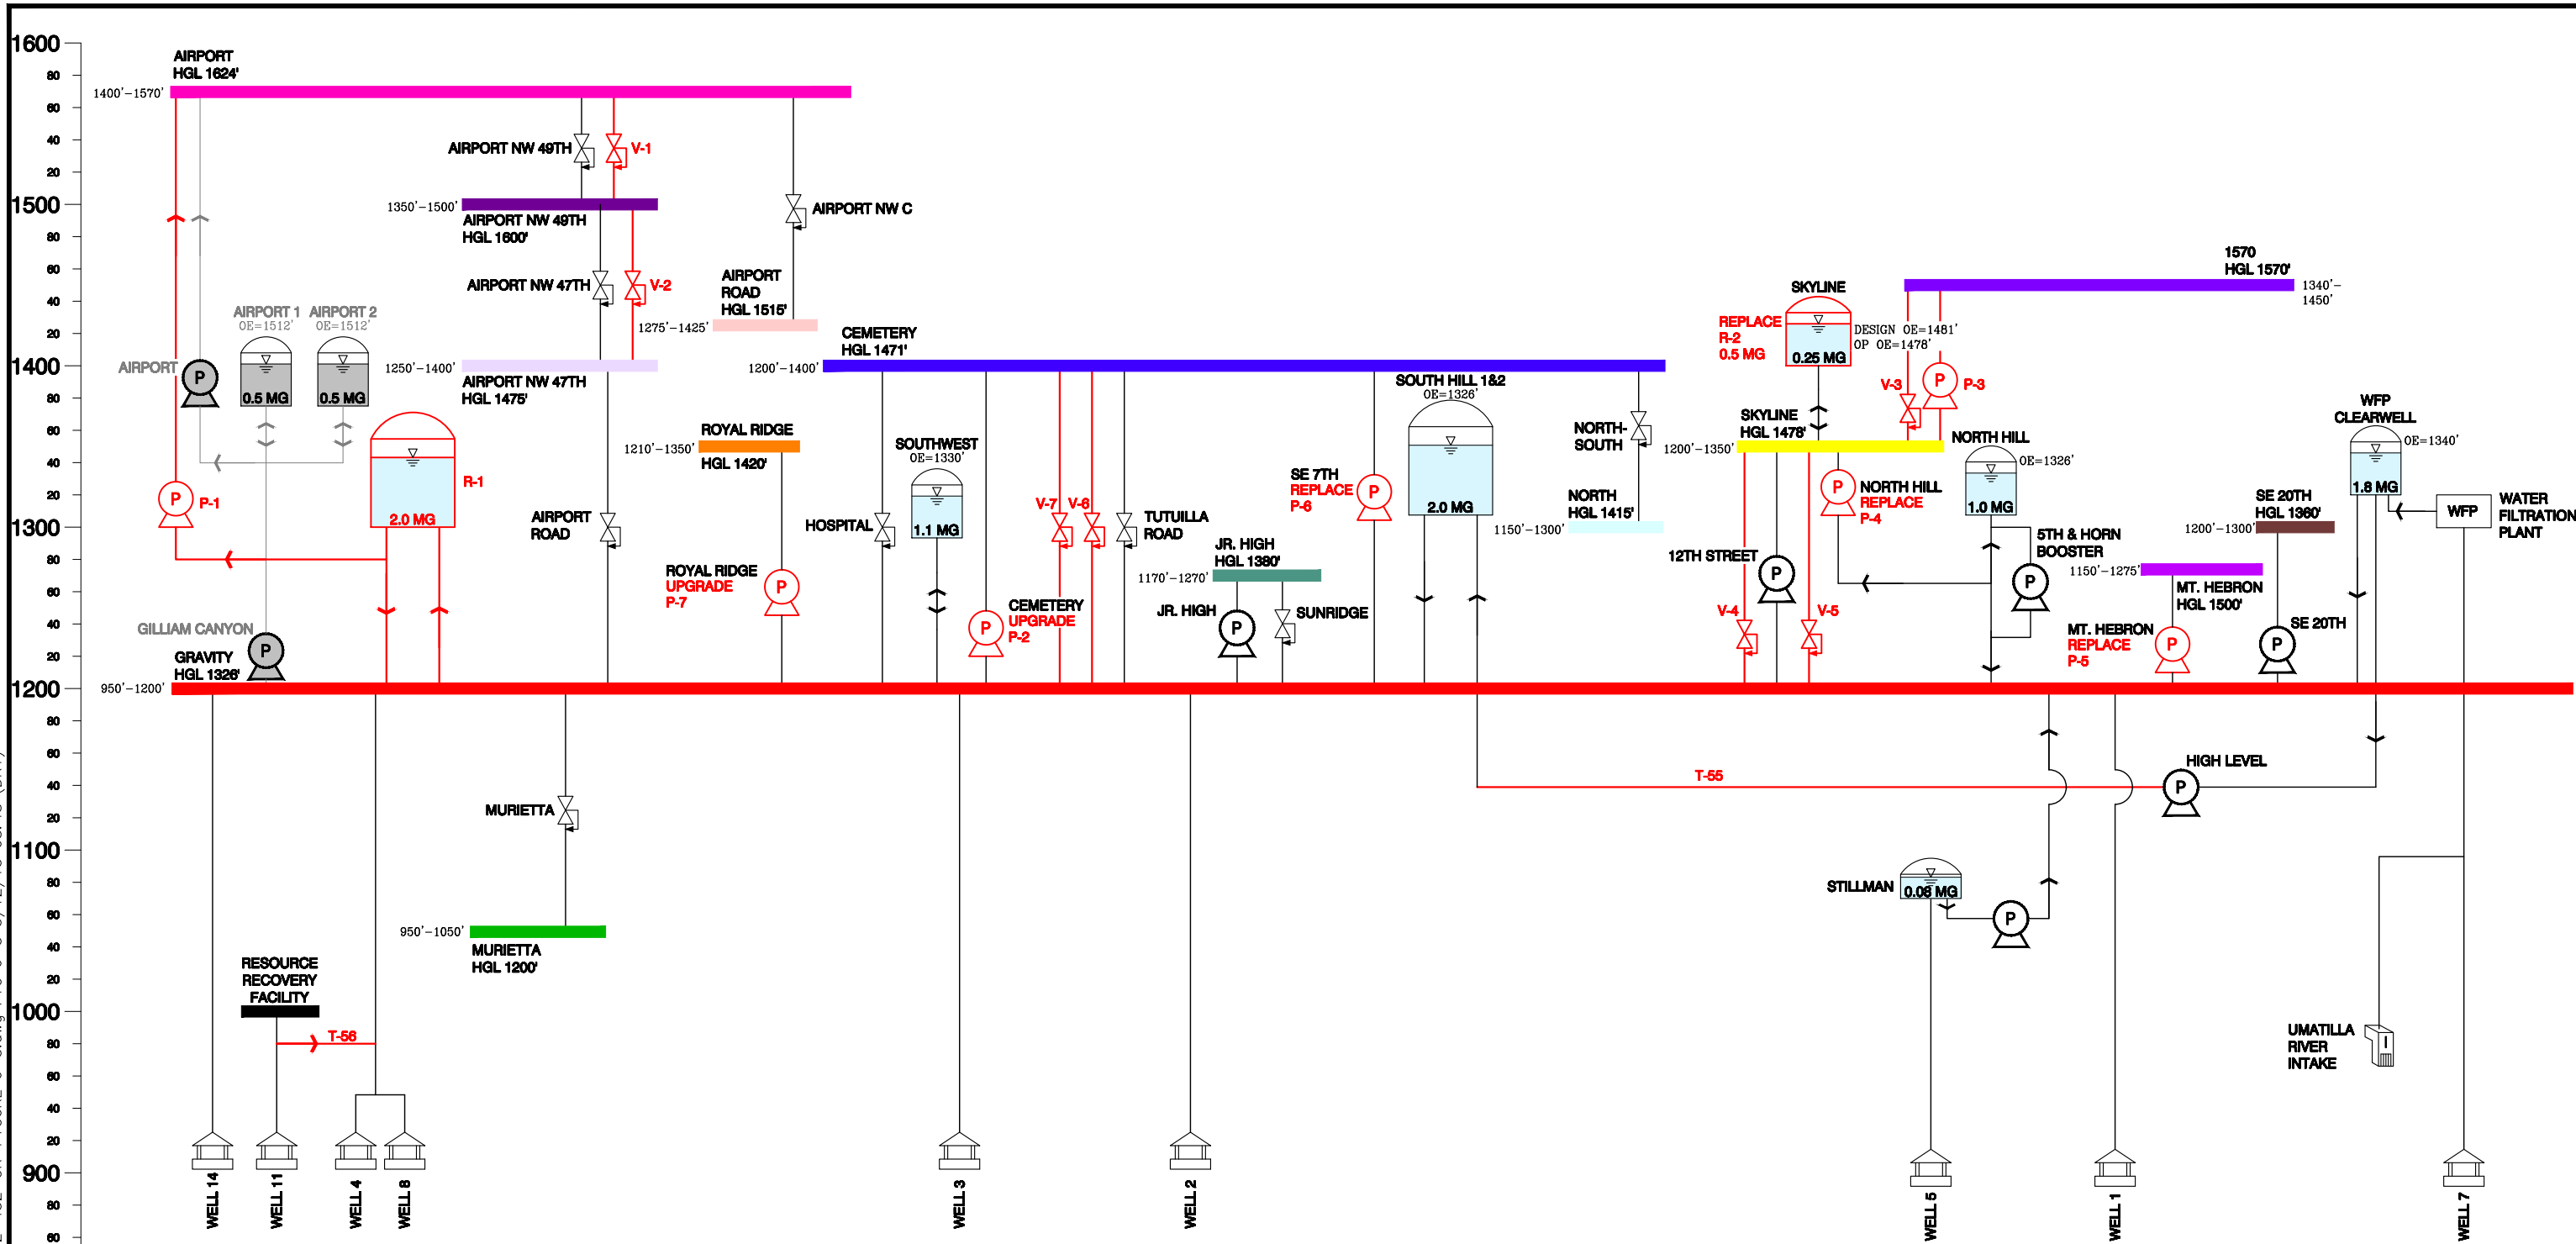 1600
80
60
40
20
1500
80
60
40
20
1400
80
60
40
20
1300
80
60
40
20
1200
80
60
40
20
1100
80
60
40
20
1000
80
60
40
20
900
80
60
AIRPORT
HGL 1624'
1400'-1570'
AIRPORT NW 49TH
V-1
1350'-1500'
AIRPORT NW 49TH
HGL 1600'
AIRPORT NW C
AIRPORT NW 47TH
V-2
AIRPORT
ROAD
HGL 1515'
1275'-1425'
1250'-1400'
AIRPORT NW 47TH
HGL 1475'
AIRPORT 1
OE=1512'
0.5 MG
AIRPORT 2
OE=1512'
0.5 MG
AIRPORT
P
P
P-1
R-1
2.0 MG
GILLIAM CANYON
P
GRAVITY
HGL 1326'
950'-1200'
AIRPORT
ROAD
ROYAL RIDGE
1210'-1350'
HGL 1420'
ROYAL RIDGE
UPGRADE
P-7
P
CEMETERY
HGL 1471'
1200'-1400'
HOSPITAL
SOUTHWEST
OE=1330'
1.1 MG
P
CEMETERY
UPGRADE
P-2
V-7
V-6
TUTUILLA
ROAD
JR. HIGH
HGL 1380'
1170'-1270'
JR. HIGH
P
SUNRIDGE
SE 7TH
REPLACE
P-6
P
SOUTH HILL 1&2
OE=1326'
2.0 MG
NORTH-
SOUTH
NORTH
HGL 1415'
1150'-1300'
SKYLINE
REPLACE
R-2
0.5 MG
0.25 MG
DESIGN OE=1481'
OP OE=1478'
1570
HGL 1570'
1340'-
1450'
V-3
P
P-3
SKYLINE
HGL 1478'
1200'-1350'
NORTH HILL
OE=1326'
1.0 MG
P
NORTH HILL
REPLACE
P-4
12TH STREET
P
V-4
V-5
5TH & HORN
BOOSTER
P
WFP
CLEARWELL
OE=1340'
1.8 MG
WFP
WATER
FILTRATION
PLANT
SE 20TH
HGL 1360'
1200'-1300'
1150'-1275'
MT. HEBRON
HGL 1500'
MT. HEBRON
REPLACE
P-5
P
P
SE 20TH
MURIETTA
950'-1050'
MURIETTA
HGL 1200'
T-55
HIGH LEVEL
P
STILLMAN
0.08 MG
P
RESOURCE
RECOVERY
FACILITY
T-56
UMATILLA
RIVER
INTAKE
WELL 14
WELL 11
WELL 4
WELL 8
WELL 3
WELL 2
WELL 5
WELL 1
WELL 7